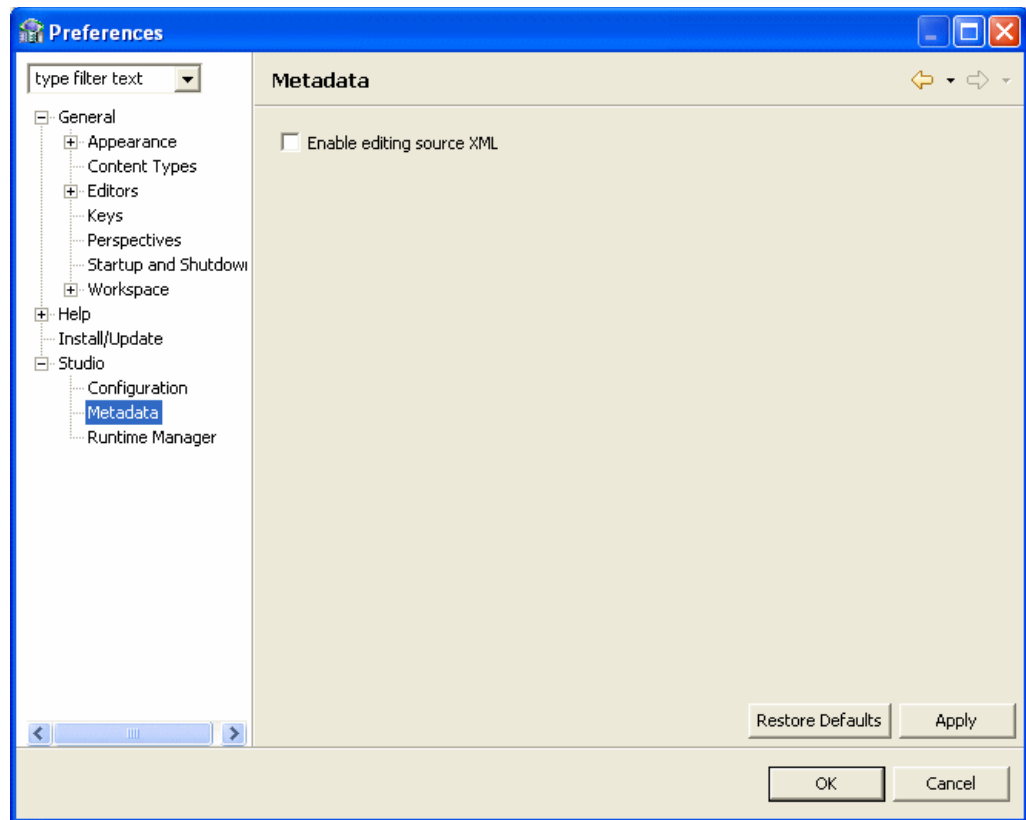 Preferences
type filter text
Metadata
General
Appearance
Content Types
Editors
Keys
Perspectives
Startup and Shutdow
Workspace
Help
Install/Update
Studio
Configuration
Metadata
Runtime Manager
Enable editing source XML
Restore Defaults
Apply
OK
Cancel